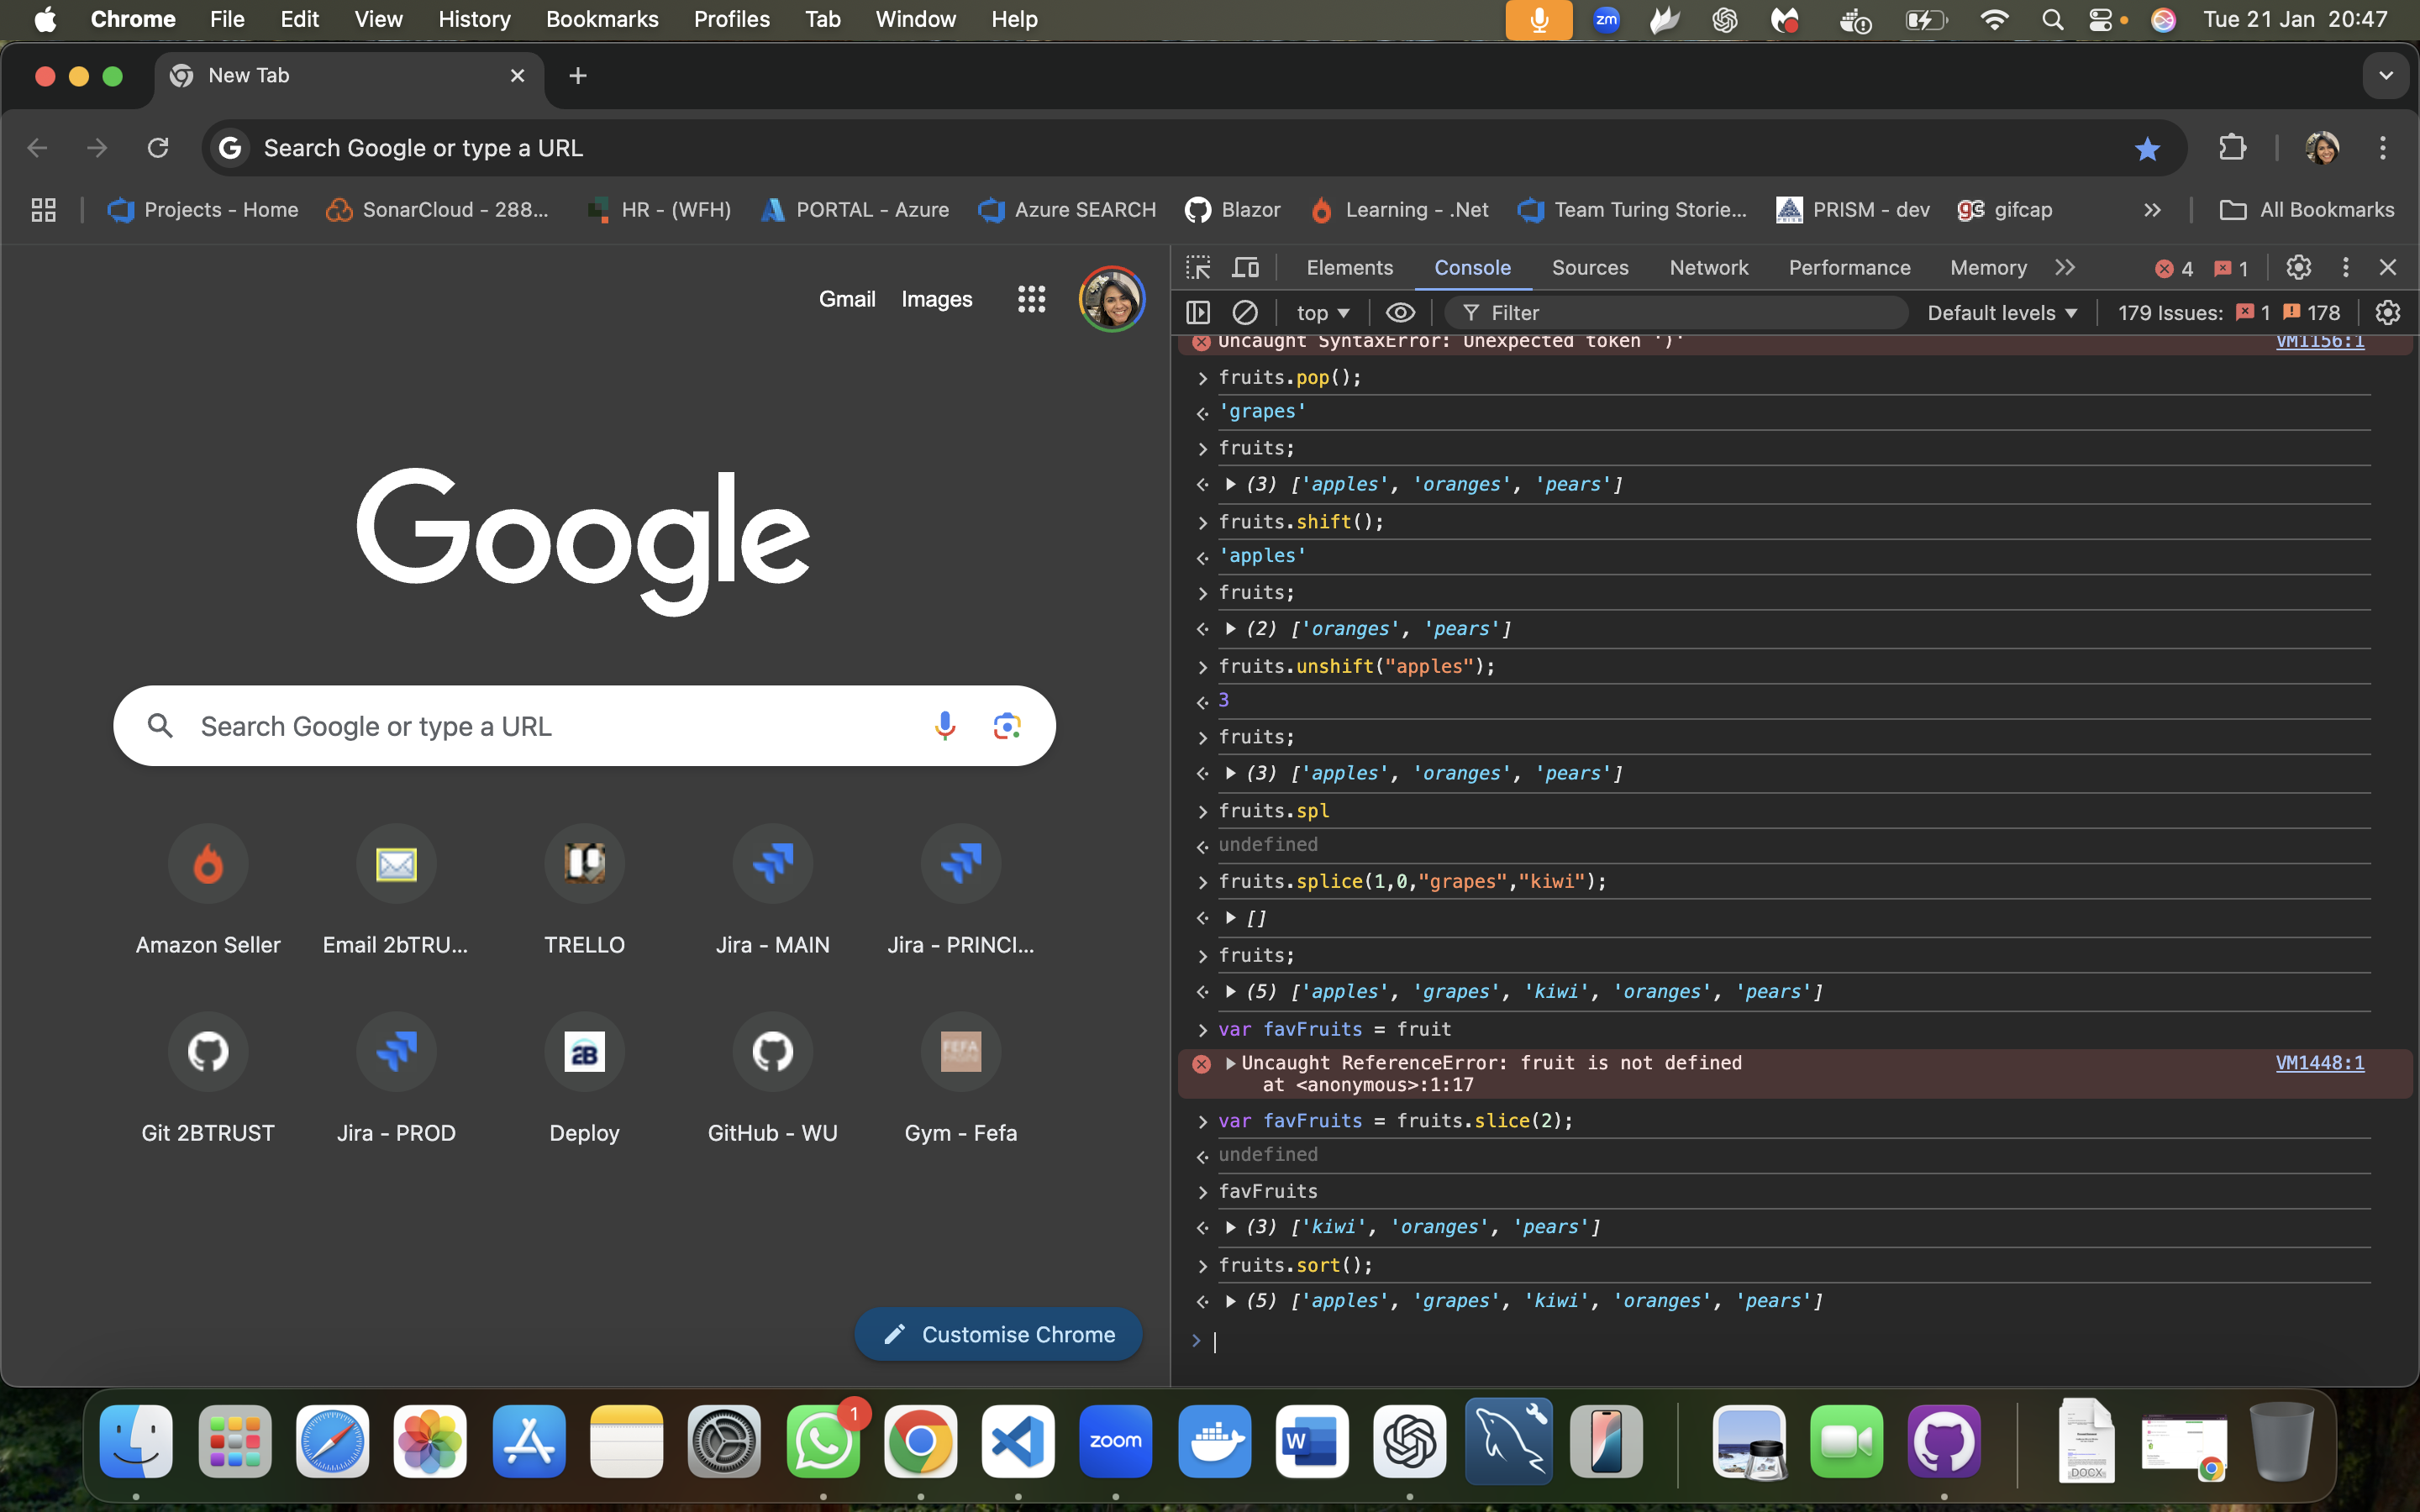 Chrome File Edit View History Bookmarks Profiles Tab Window Help zm Tue 21 Jan 20:47
New Tab
G Search Google or type a URL
Projects - Home SonarCloud - 288... HR - (WFH) PORTAL - Azure Azure SEARCH Blazor Learning - .Net Team Turing Storie... PRISM - dev gifcap All Bookmarks
Gmail Images
Google
Search Google or type a URL
Amazon Seller Email 2bTRU... TRELLO Jira - MAIN Jira - PRINCI...
2B FEFA
Git 2BTRUST Jira - PROD Deploy GitHub - WU Gym - Fefa
Customise Chrome
Elements Console Sources Network Performance Memory 4 1
top Filter Default levels 179 Issues: 1 178
Uncaught SyntaxError: Unexpected token ')' VM1156:1
fruits.pop();
'grapes'
fruits;
(3) ['apples', 'oranges', 'pears']
fruits.shift();
'apples'
fruits;
(2) ['oranges', 'pears']
fruits.unshift("apples");
3
fruits;
(3) ['apples', 'oranges', 'pears']
fruits.spl
undefined
fruits.splice(1,0,"grapes","kiwi");
[]
fruits;
(5) ['apples', 'grapes', 'kiwi', 'oranges', 'pears']
var favFruits = fruit
Uncaught ReferenceError: fruit is not defined VM1448:1
at <anonymous>:1:17
var favFruits = fruits.slice(2);
undefined
favFruits
(3) ['kiwi', 'oranges', 'pears']
fruits.sort();
(5) ['apples', 'grapes', 'kiwi', 'oranges', 'pears']
1
zoom W
DOCX